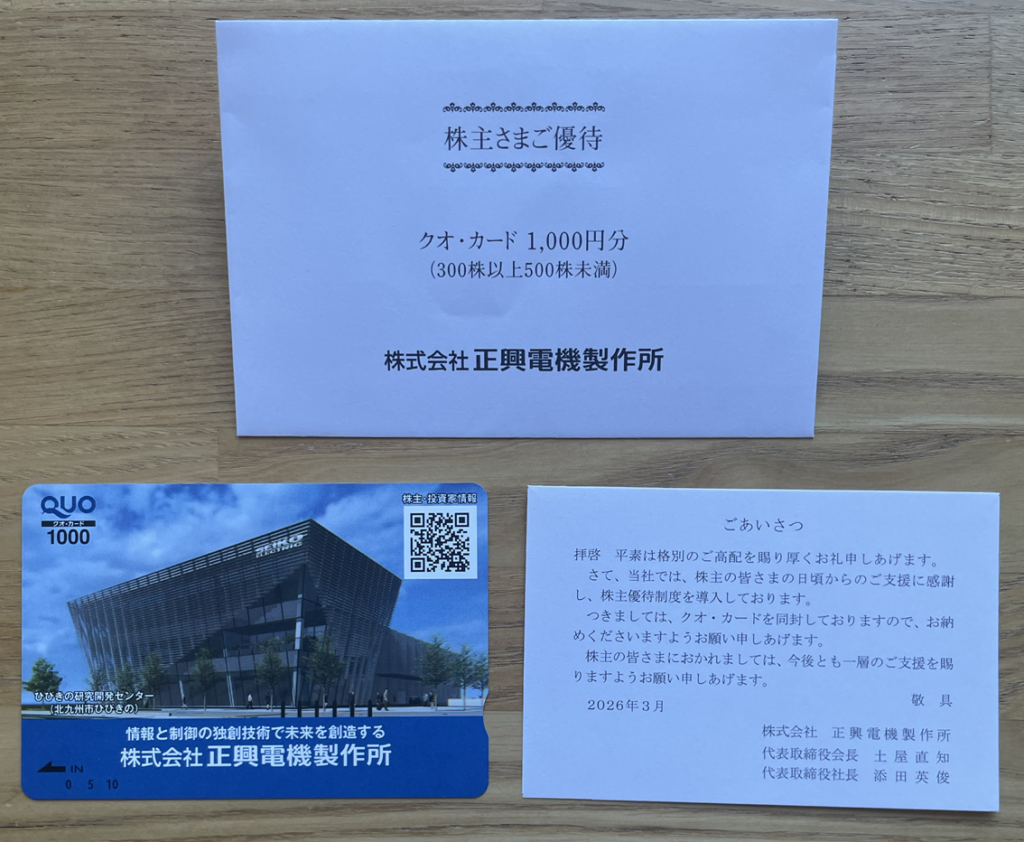 株主さまご優待
クオ・カード 1,000円分
(300株以上500株未満)
株式会社 正興電機製作所
QUO
クオ・カード
1000
株主・投資家情報
SEIKO
ELECTRIC
ひびきの研究開発センター
(北九州市ひびきの)
情報と制御の独創技術で未来を創造する
株式会社 正興電機製作所
IN
0 5 10
ごあいさつ
拝啓　平素は格別のご高配を賜り厚くお礼申しあげます。
さて、当社では、株主の皆さまの日頃からのご支援に感謝
し、株主優待制度を導入しております。
つきましては、クオ・カードを同封しておりますので、お納
めくださいますようお願い申しあげます。
株主の皆さまにおかれましては、今後とも一層のご支援を賜
りますようお願い申しあげます。
敬　具
2026年3月
株式会社　正興電機製作所
代表取締役会長　土屋直知
代表取締役社長　添田英俊